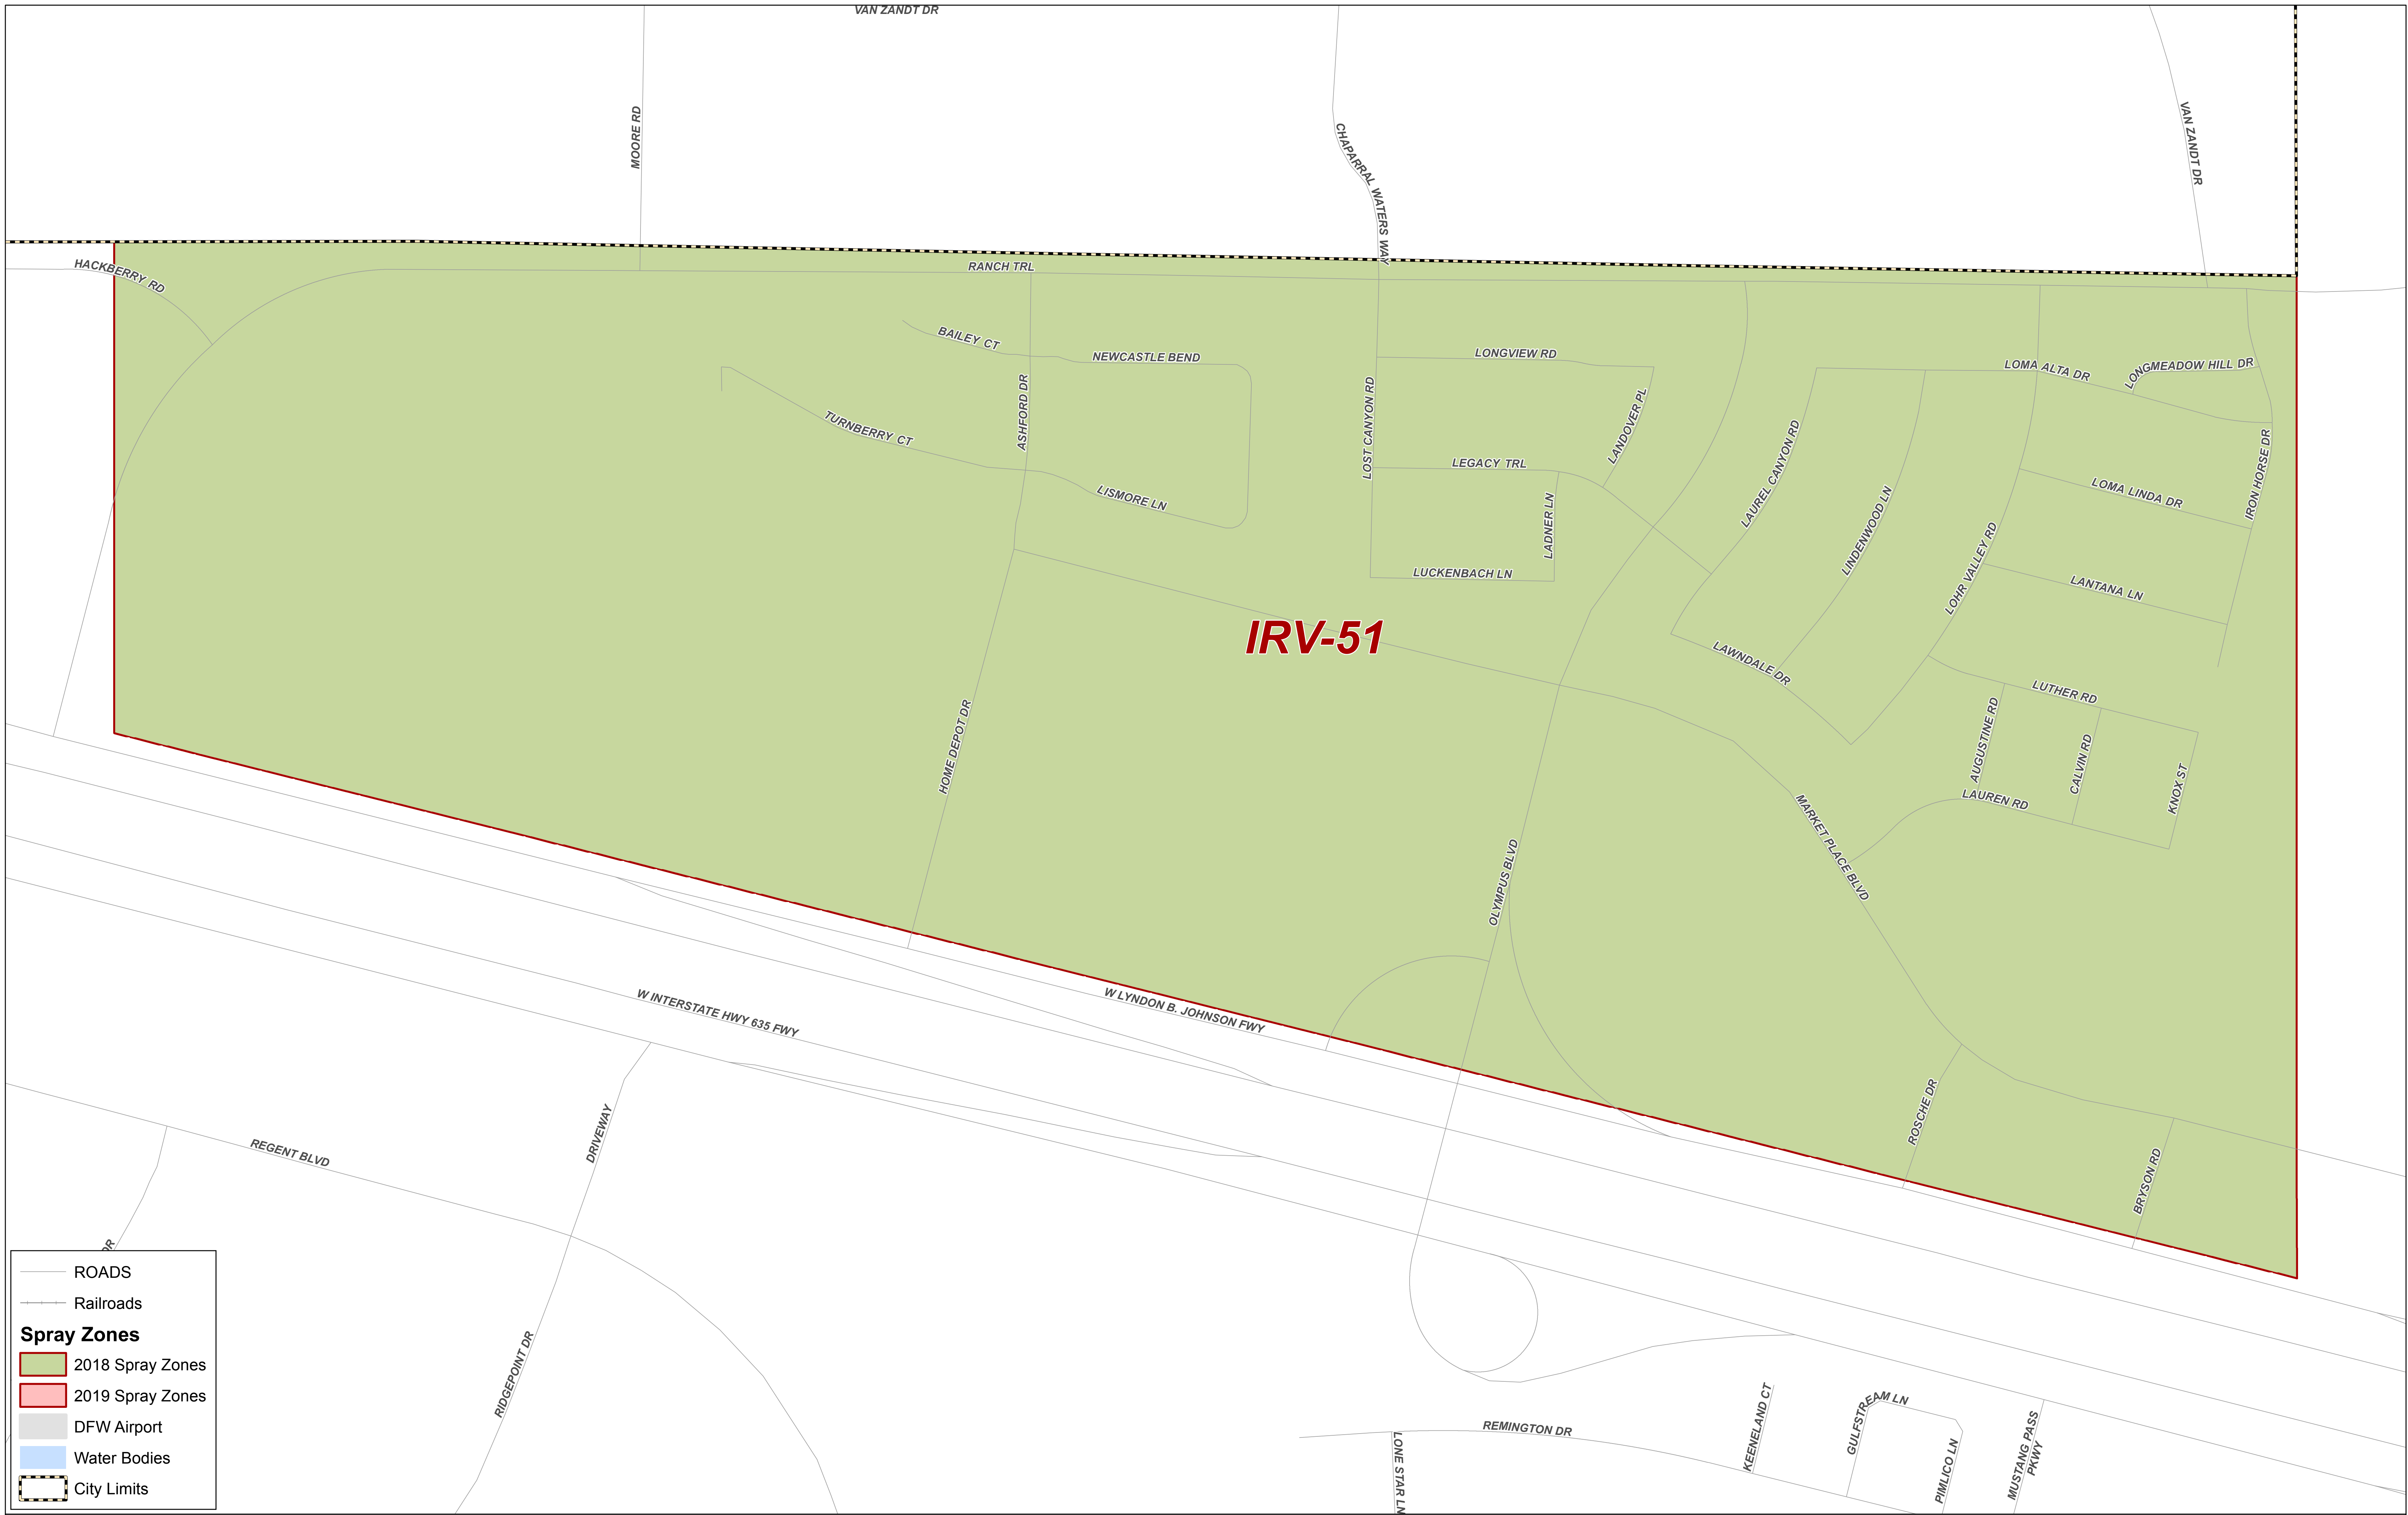 VAN ZANDT DR
MOORE RD
CHAPARRAL WATERS WAY
VAN ZANDT DR
HACKBERRY RD
RANCH TRL
BAILEY CT
NEWCASTLE BEND
LONGVIEW RD
LOMA ALTA DR
LONGMEADOW HILL DR
TURNBERRY CT
ASHFORD DR
LOST CANYON RD
LANDOVER PL
LAUREL CANYON RD
IRON HORSE DR
LEGACY TRL
LISMORE LN
LADNER LN
LINDENWOOD LN
LOMA LINDA DR
LOHR VALLEY RD
LUCKENBACH LN
LANTANA LN
IRV-51
LAWNDALE DR
LUTHER RD
HOME DEPOT DR
AUGUSTINE RD
CALVIN RD
KNOX ST
LAUREN RD
MARKET PLACE BLVD
OLYMPUS BLVD
W INTERSTATE HWY 635 FWY
W LYNDON B. JOHNSON FWY
ROSCHE DR
BRYSON RD
REGENT BLVD
DRIVEWAY
DR
RIDGEPOINT DR
REMINGTON DR
LONE STAR LN
KEENELAND CT
GULFSTREAM LN
PIMLICO LN
MUSTANG PASS
PKWY
ROADS
Railroads
Spray Zones
2018 Spray Zones
2019 Spray Zones
DFW Airport
Water Bodies
City Limits